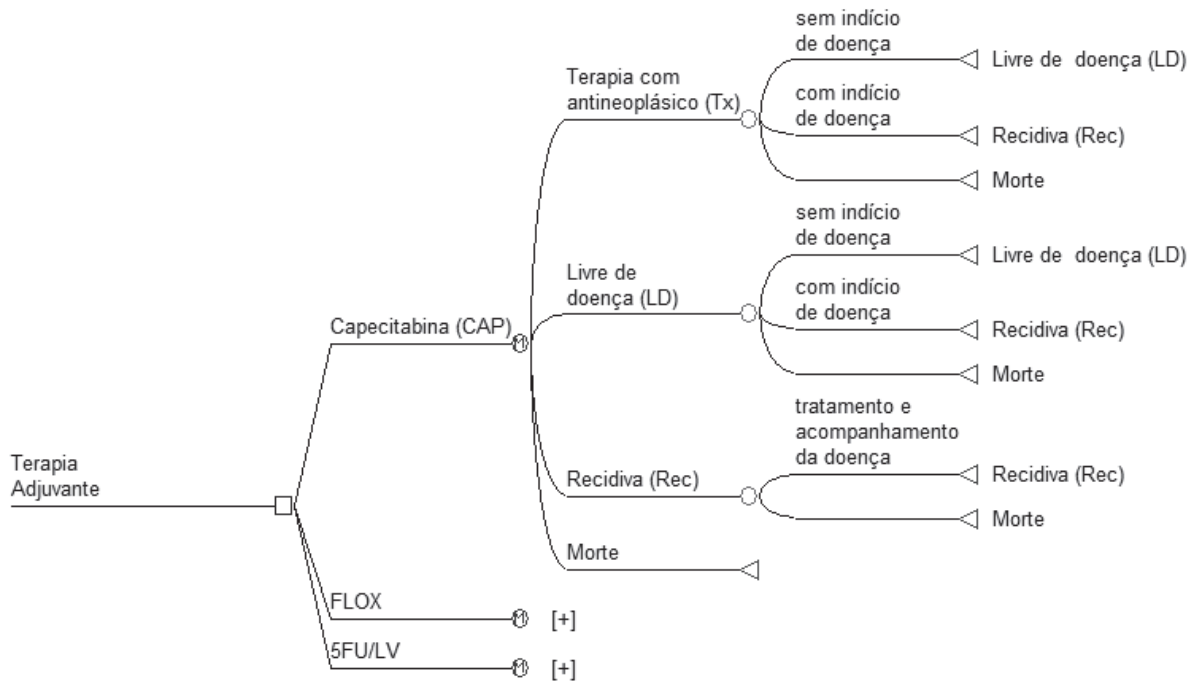 sem indício
de doença
Livre de doença (LD)
Terapia com
antineoplásico (Tx)
com indício
de doença
Recidiva (Rec)
Morte
sem indício
de doença
Livre de doença (LD)
Livre de
doença (LD)
com indício
de doença
Recidiva (Rec)
Morte
Capecitabina (CAP)
M
tratamento e
acompanhamento
da doença
Recidiva (Rec)
Recidiva (Rec)
Morte
Morte
Terapia
Adjuvante
FLOX
M
[+]
5FU/LV
M
[+]